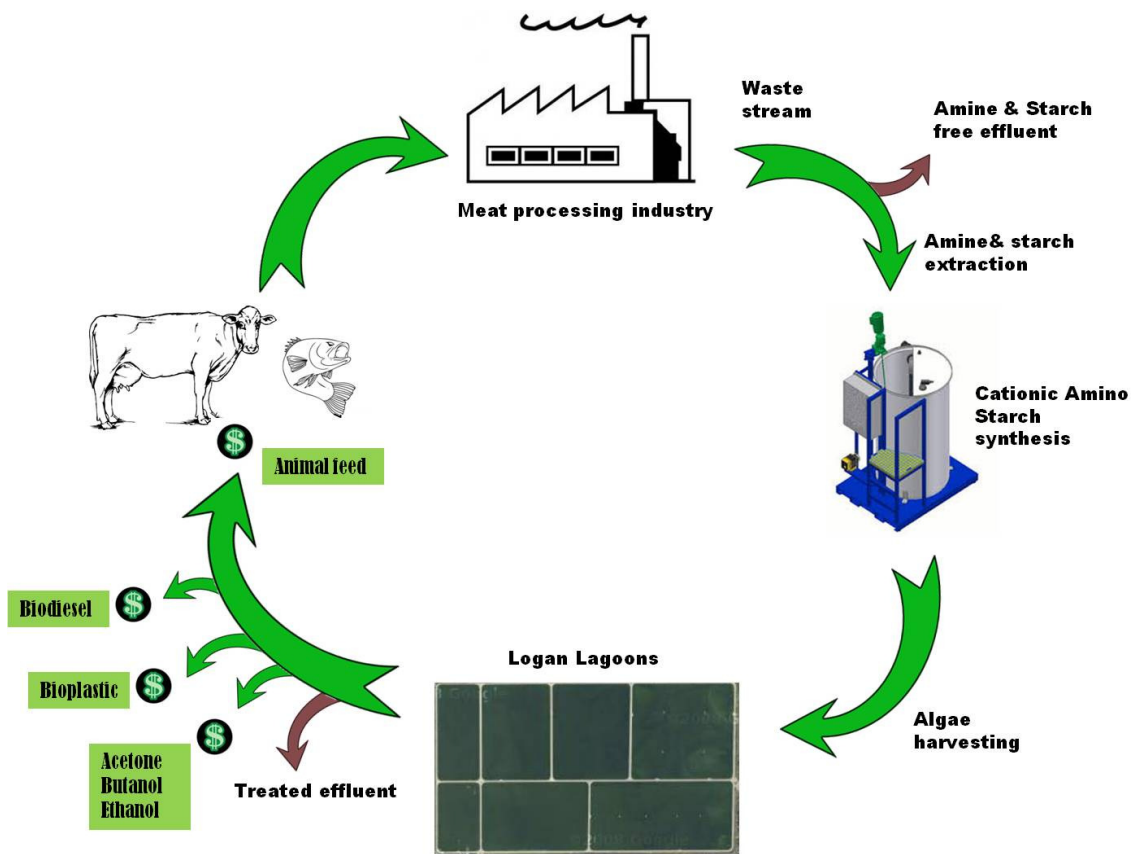 Waste
stream
Amine & Starch
free effluent
Meat processing industry
Amine& starch
extraction
Cationic Amino
Starch
synthesis
$
Animal feed
Biodiesel
$
Logan Lagoons
Bioplastic
$
Algae
harvesting
$
Acetone
Butanol
Ethanol
Treated effluent
Google